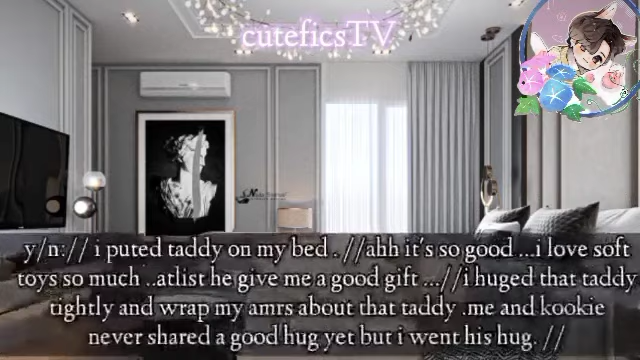 cuteficsTV
y/n:// i puted taddy on my bed . //ahh it's so good ...i love soft
toys so much ..atlist he give me a good gift ...//i huged that taddy
tightly and wrap my amrs about that taddy .me and kookie
never shared a good hug yet but i went his hug. //